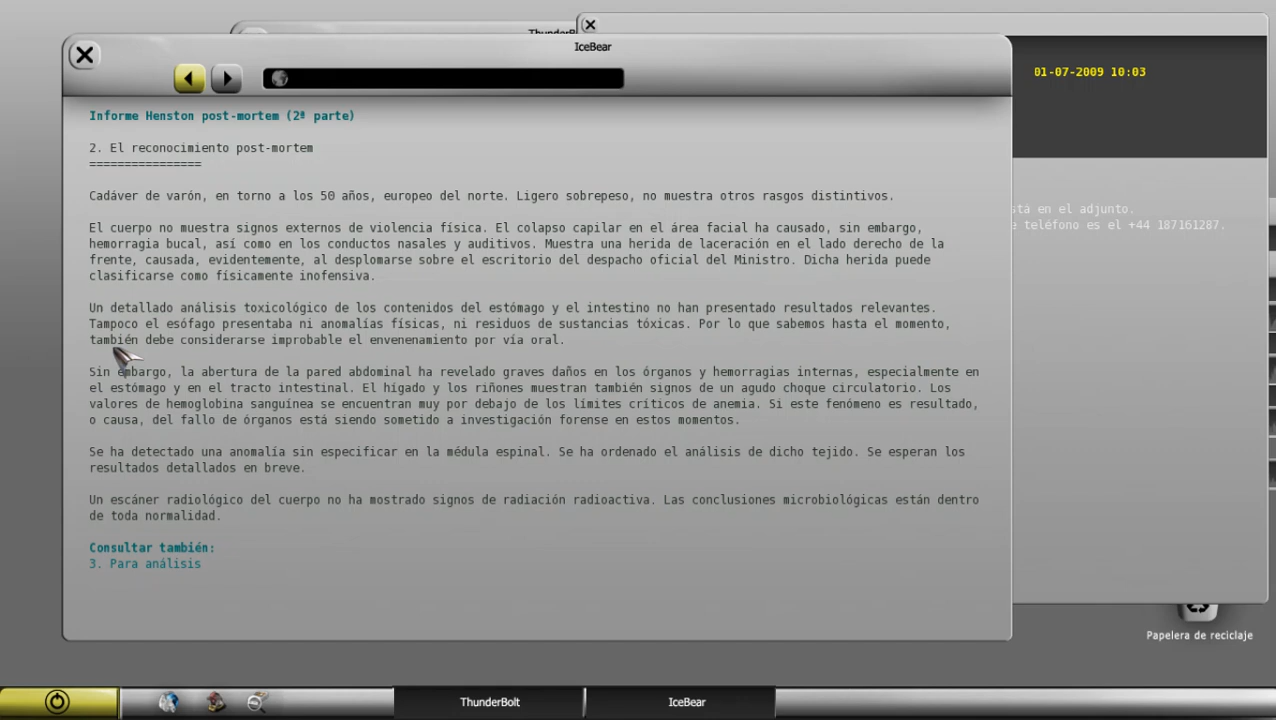 ThunderB
IceBear
01-07-2009 10:03
Informe Henston post-mortem (2ª parte)
2. El reconocimiento post-mortem
================
Cadáver de varón, en torno a los 50 años, europeo del norte. Ligero sobrepeso, no muestra otros rasgos distintivos.
El cuerpo no muestra signos externos de violencia física. El colapso capilar en el área facial ha causado, sin embargo,
hemorragia bucal, así como en los conductos nasales y auditivos. Muestra una herida de laceración en el lado derecho de la
frente, causada, evidentemente, al desplomarse sobre el escritorio del despacho oficial del Ministro. Dicha herida puede
clasificarse como físicamente inofensiva.
Un detallado análisis toxicológico de los contenidos del estómago y el intestino no han presentado resultados relevantes.
Tampoco el esófago presentaba ni anomalías físicas, ni residuos de sustancias tóxicas. Por lo que sabemos hasta el momento,
también debe considerarse improbable el envenenamiento por vía oral.
Sin embargo, la abertura de la pared abdominal ha revelado graves daños en los órganos y hemorragias internas, especialmente en
el estómago y en el tracto intestinal. El hígado y los riñones muestran también signos de un agudo choque circulatorio. Los
valores de hemoglobina sanguínea se encuentran muy por debajo de los límites críticos de anemia. Si este fenómeno es resultado,
o causa, del fallo de órganos está siendo sometido a investigación forense en estos momentos.
Se ha detectado una anomalía sin especificar en la médula espinal. Se ha ordenado el análisis de dicho tejido. Se esperan los
resultados detallados en breve.
Un escáner radiológico del cuerpo no ha mostrado signos de radiación radioactiva. Las conclusiones microbiológicas están dentro
de toda normalidad.
Consultar también:
3. Para análisis
stá en el adjunto.
e teléfono es el +44 187161287.
Papelera de reciclaje
ThunderBolt
IceBear